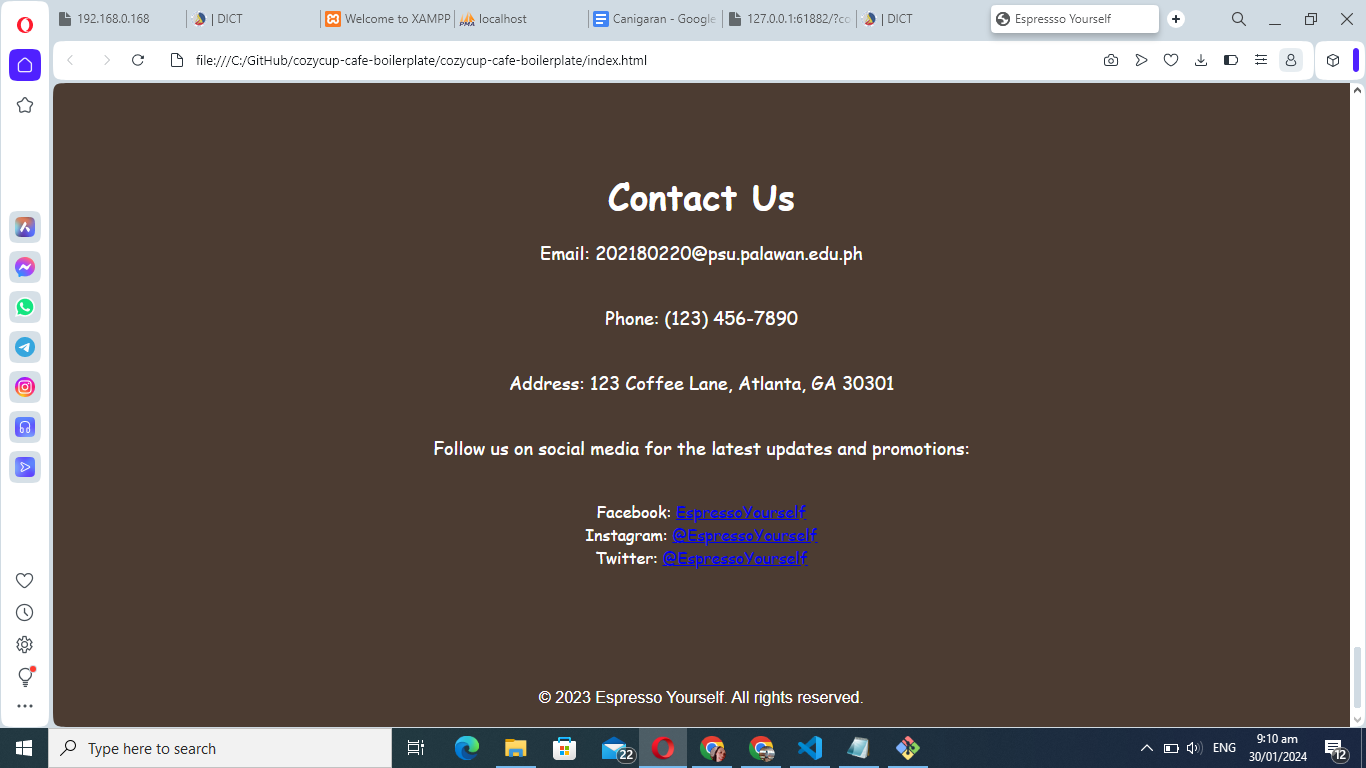 192.168.0.168
| DICT
Welcome to XAMPP
localhost
Canigaran - Google
127.0.0.1:61882/?co
| DICT
Espressso Yourself
file:///C:/GitHub/cozycup-cafe-boilerplate/cozycup-cafe-boilerplate/index.html
Contact Us
Email: 202180220@psu.palawan.edu.ph
Phone: (123) 456-7890
Address: 123 Coffee Lane, Atlanta, GA 30301
Follow us on social media for the latest updates and promotions:
Facebook: EspressoYourself
Instagram: @EspressoYourself
Twitter: @EspressoYourself
© 2023 Espresso Yourself. All rights reserved.
Type here to search
22
ENG
9:10 am
30/01/2024
12